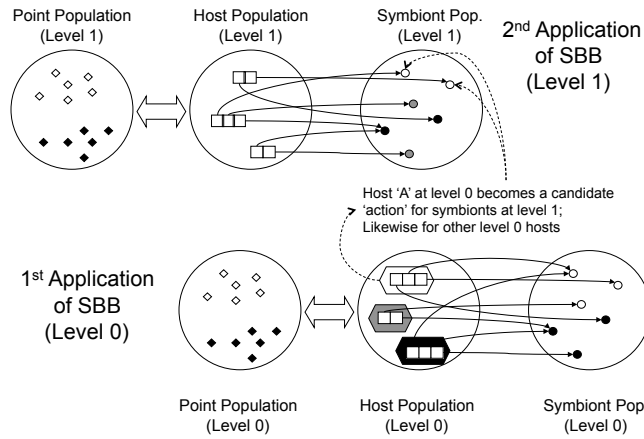 Point Population
(Level 1)
Host Population
(Level 1)
Symbiont Pop.
(Level 1)
2nd Application
of SBB
(Level 1)
Host 'A' at level 0 becomes a candidate
'action' for symbionts at level 1;
Likewise for other level 0 hosts
1st Application
of SBB
(Level 0)
Point Population
(Level 0)
Host Population
(Level 0)
Symbiont Pop
(Level 0)